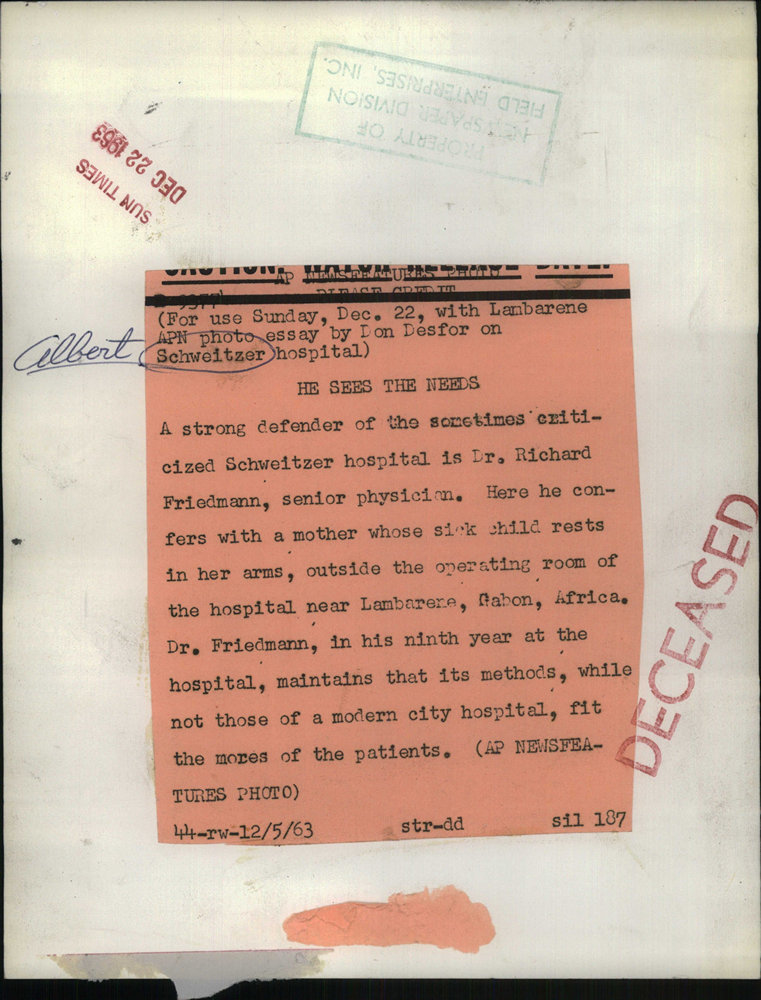 PROPERTY OF
NEWSPAPER DIVISION
FIELD ENTERPRISES, INC.
SUN TIMES
DEC 22 1963
CAUTION: WATCH RELEASE DATE!
AP NEWSFEATURES PHOTO
PLEASE CREDIT
(For use Sunday, Dec. 22, with Lambarene
APN photo essay by Don Desfor on
Albert Schweitzer hospital)
HE SEES THE NEEDS
A strong defender of the sometimes criti-
cized Schweitzer hospital is Dr. Richard
Friedmann, senior physician. Here he con-
fers with a mother whose sick child rests
in her arms, outside the operating room of
the hospital near Lambarene, Gabon, Africa.
Dr. Friedmann, in his ninth year at the
hospital, maintains that its methods, while
not those of a modern city hospital, fit
the mores of the patients. (AP NEWSFEA-
TURES PHOTO)
44-rw-12/5/63 str-dd sil 187
DECEASED